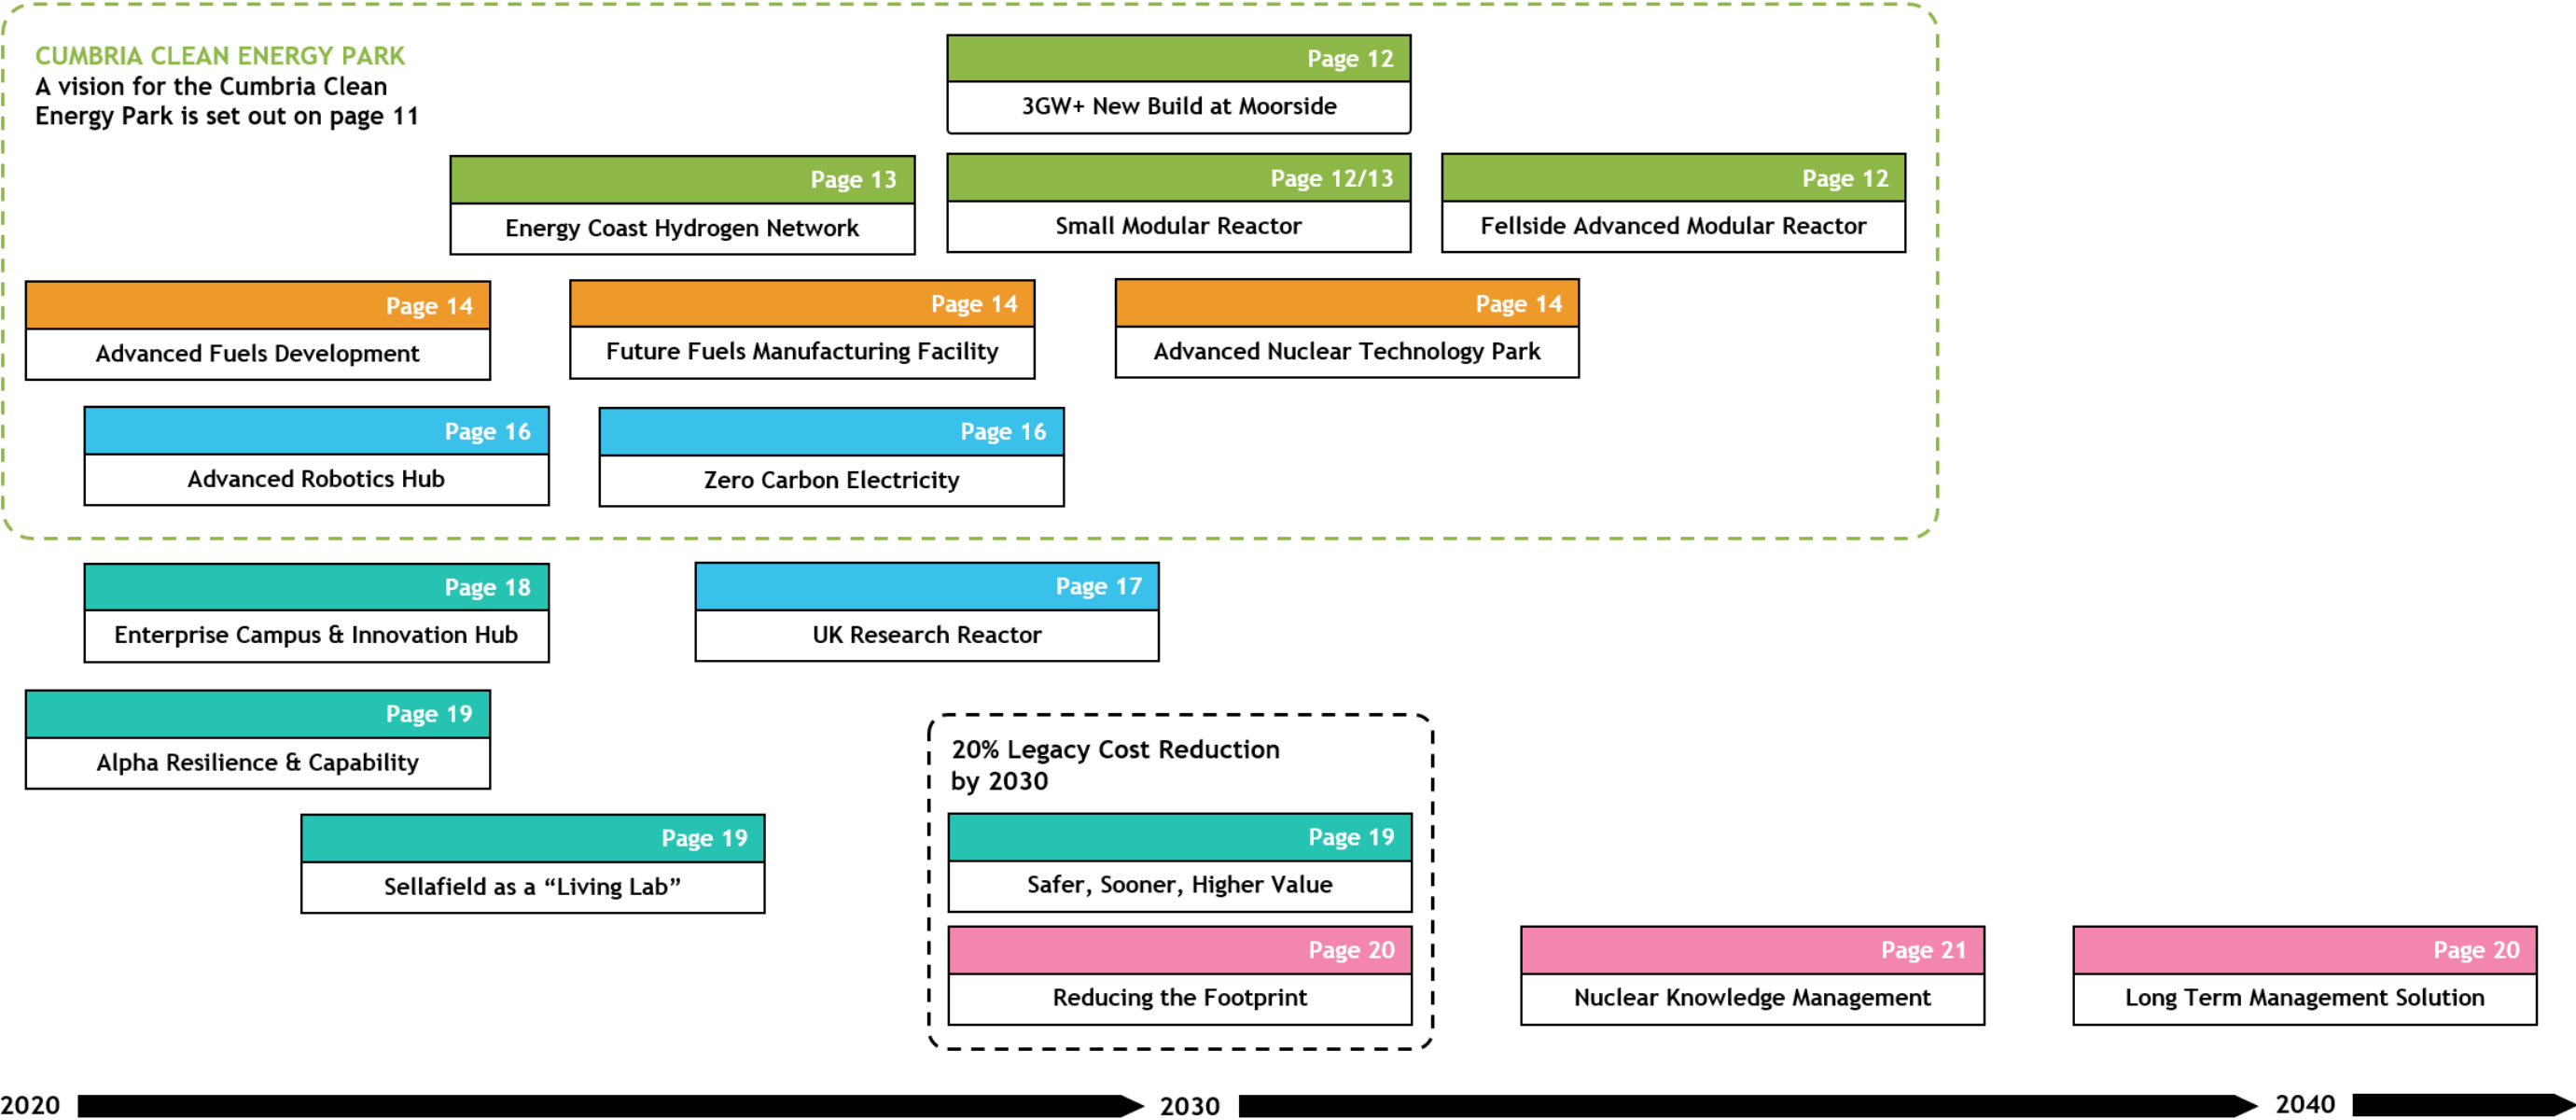 CUMBRIA CLEAN ENERGY PARK
A vision for the Cumbria Clean
Energy Park is set out on page 11
Page 12
3GW+ New Build at Moorside
Page 13
Energy Coast Hydrogen Network
Page 12/13
Small Modular Reactor
Page 12
Fellside Advanced Modular Reactor
Page 14
Advanced Fuels Development
Page 14
Future Fuels Manufacturing Facility
Page 14
Advanced Nuclear Technology Park
Page 16
Advanced Robotics Hub
Page 16
Zero Carbon Electricity
Page 18
Enterprise Campus & Innovation Hub
Page 17
UK Research Reactor
Page 19
Alpha Resilience & Capability
Page 19
Sellafield as a “Living Lab”
20% Legacy Cost Reduction
by 2030
Page 19
Safer, Sooner, Higher Value
Page 20
Reducing the Footprint
Page 21
Nuclear Knowledge Management
Page 20
Long Term Management Solution
2020
2030
2040